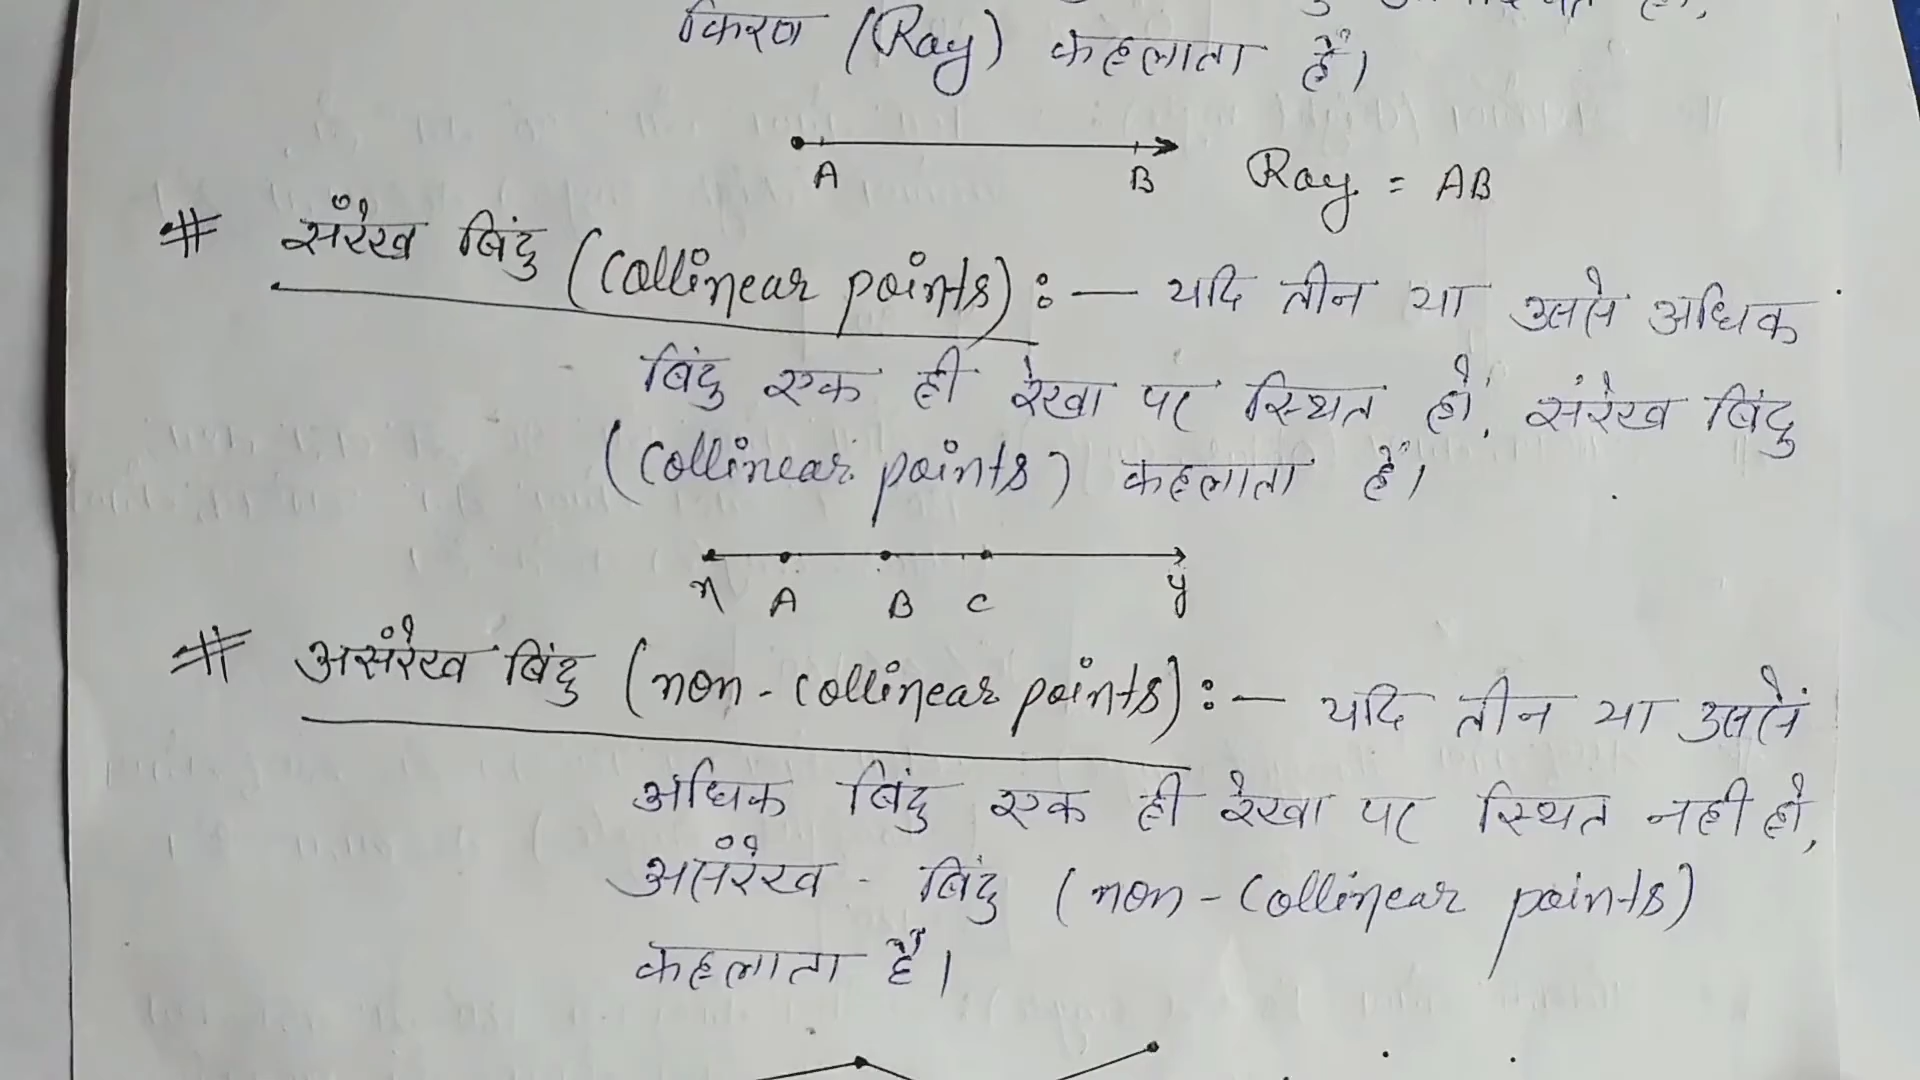 किरण (Ray) कहलाता है।
A B Ray = AB
# संरेख बिंदु (Collinear points) :- यदि तीन या उससे अधिक
बिंदु एक ही रेखा पर स्थित हो, संरेख बिंदु
(Collinear points) कहलाता है।
x A B C y
# असंरेख बिंदु (non-collinear points) :- यदि तीन या उससें
अधिक बिंदु एक ही रेखा पर स्थित नही हो,
असंरेख - बिंदु (non-Collinear points)
कहलाता है।